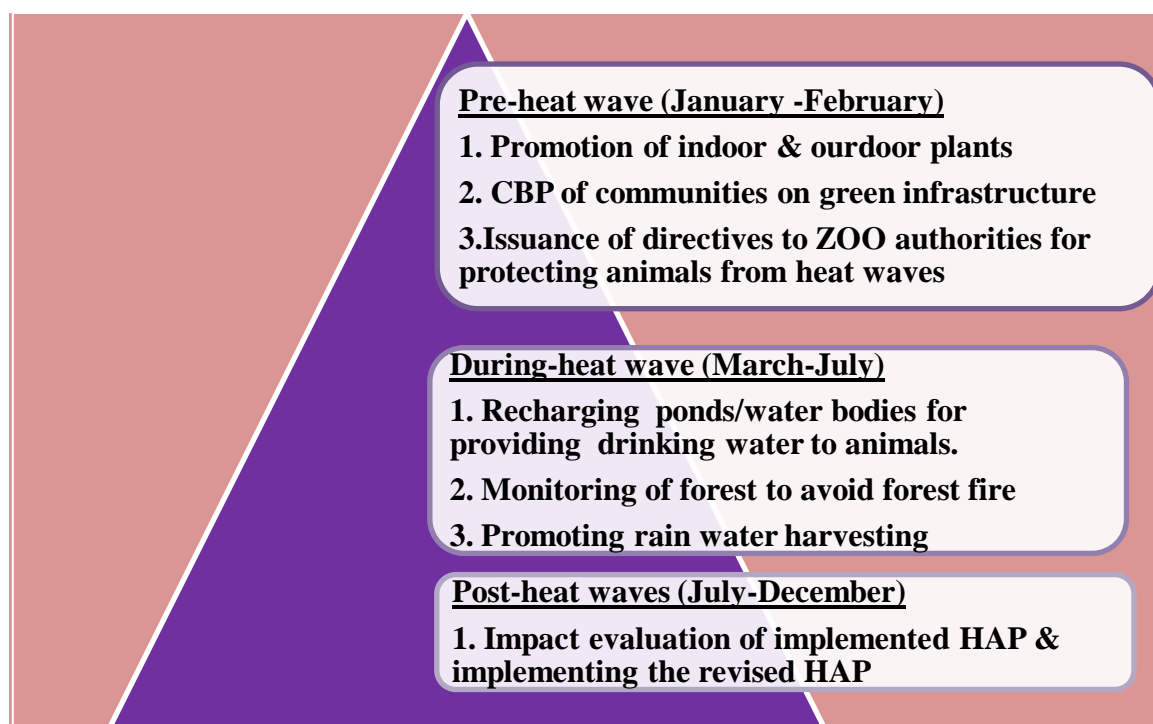 Pre-heat wave (January -February)
1. Promotion of indoor & ourdoor plants
2. CBP of communities on green infrastructure
3.Issuance of directives to ZOO authorities for
protecting animals from heat waves
During-heat wave (March-July)
1. Recharging ponds/water bodies for
providing drinking water to animals.
2. Monitoring of forest to avoid forest fire
3. Promoting rain water harvesting
Post-heat waves (July-December)
1. Impact evaluation of implemented HAP &
implementing the revised HAP